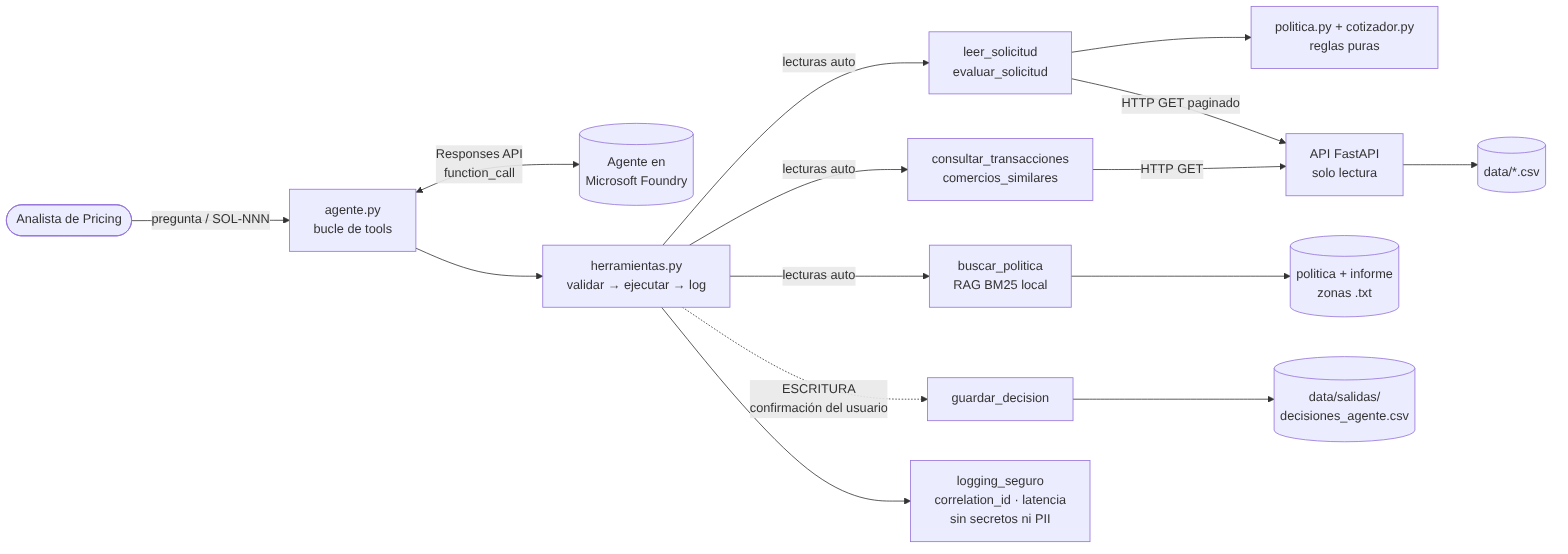 Analista de Pricing
pregunta / SOL-NNN
agente.py
bucle de tools
Responses API
function_call
Agente en
Microsoft Foundry
herramientas.py
validar → ejecutar → log
lecturas auto
leer_solicitud
evaluar_solicitud
politica.py + cotizador.py
reglas puras
HTTP GET paginado
lecturas auto
consultar_transacciones
comercios_similares
HTTP GET
API FastAPI
solo lectura
data/*.csv
lecturas auto
buscar_politica
RAG BM25 local
politica + informe
zonas .txt
ESCRITURA
confirmación del usuario
guardar_decision
data/salidas/
decisiones_agente.csv
logging_seguro
correlation_id · latencia
sin secretos ni PII